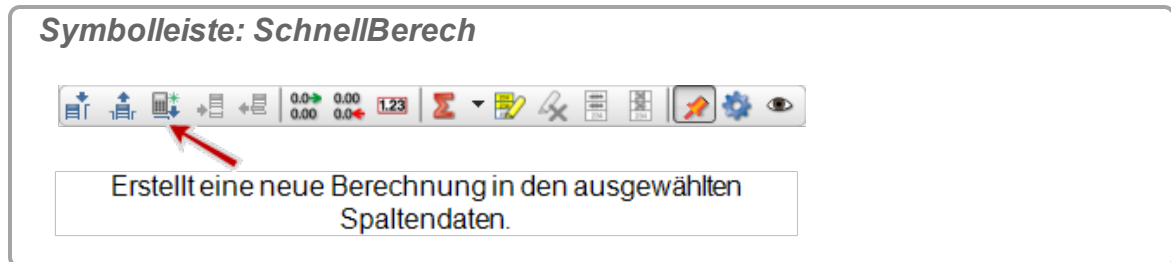 Symbolleiste: SchnellBerech
0.0 0.00 1.23
0.00 0.0
Erstellt eine neue Berechnung in den ausgewählten
Spaltendaten.